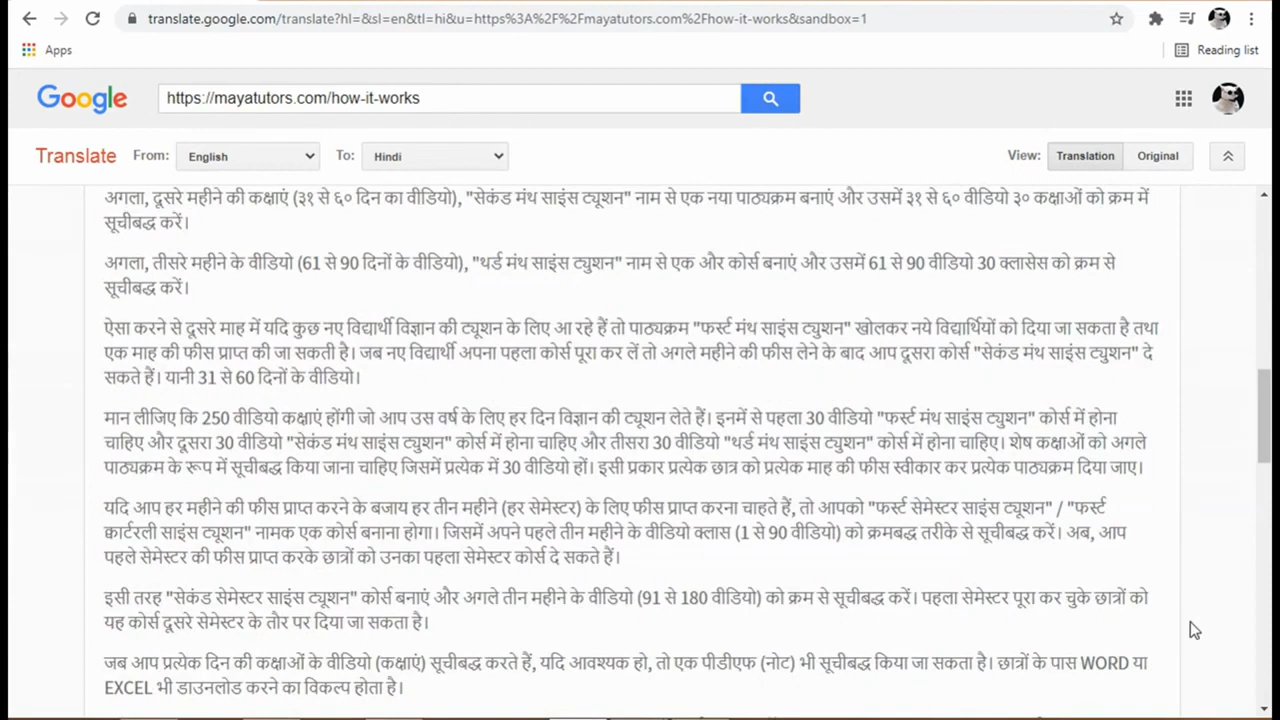 translate.google.com/translate?hl=&sl=en&tl=hi&u=https%3A%2F%2Fmayatutors.com%2Fhow-it-works&sandbox=1
Apps
Reading list
Google
https://mayatutors.com/how-it-works
Translate
From:
English
To:
Hindi
View:
Translation
Original
अगला, दूसरे महीने की कक्षाएं (३१ से ६० दिन का वीडियो), "सेकंड मंथ साइंस ट्यूशन" नाम से एक नया पाठ्यक्रम बनाएं और उसमें ३१ से ६० वीडियो ३० कक्षाओं को क्रम में
सूचीबद्ध करें।
अगला, तीसरे महीने के वीडियो (61 से 90 दिनों के वीडियो), "थर्ड मंथ साइंस ट्युशन" नाम से एक और कोर्स बनाएं और उसमें 61 से 90 वीडियो 30 क्लासेस को क्रम से
सूचीबद्ध करें।
ऐसा करने से दूसरे माह में यदि कुछ नए विद्यार्थी विज्ञान की ट्यूशन के लिए आ रहे हैं तो पाठ्यक्रम "फर्स्ट मंथ साइंस ट्युशन" खोलकर नये विद्यार्थियों को दिया जा सकता है तथा
एक माह की फीस प्राप्त की जा सकती है। जब नए विद्यार्थी अपना पहला कोर्स पूरा कर लें तो अगले महीने की फीस लेने के बाद आप दूसरा कोर्स "सेकंड मंथ साइंस ट्युशन" दे
सकते हैं। यानी 31 से 60 दिनों के वीडियो।
मान लीजिए कि 250 वीडियो कक्षाएं होंगी जो आप उस वर्ष के लिए हर दिन विज्ञान की ट्यूशन लेते हैं। इनमें से पहला 30 वीडियो "फर्स्ट मंथ साइंस ट्युशन" कोर्स में होना
चाहिए और दूसरा 30 वीडियो "सेकंड मंथ साइंस ट्युशन" कोर्स में होना चाहिए और तीसरा 30 वीडियो "थर्ड मंथ साइंस ट्युशन" कोर्स में होना चाहिए। शेष कक्षाओं को अगले
पाठ्यक्रम के रूप में सूचीबद्ध किया जाना चाहिए जिसमें प्रत्येक में 30 वीडियो हों। इसी प्रकार प्रत्येक छात्र को प्रत्येक माह की फीस स्वीकार कर प्रत्येक पाठ्यक्रम दिया जाए।
यदि आप हर महीने की फीस प्राप्त करने के बजाय हर तीन महीने (हर सेमेस्टर) के लिए फीस प्राप्त करना चाहते हैं, तो आपको "फर्स्ट सेमेस्टर साइंस ट्यूशन" / "फर्स्ट
क्वार्टरली साइंस ट्यूशन" नामक एक कोर्स बनाना होगा। जिसमें अपने पहले तीन महीने के वीडियो क्लास (1 से 90 वीडियो) को क्रमबद्ध तरीके से सूचीबद्ध करें। अब, आप
पहले सेमेस्टर की फीस प्राप्त करके छात्रों को उनका पहला सेमेस्टर कोर्स दे सकते हैं।
इसी तरह "सेकंड सेमेस्टर साइंस ट्यूशन" कोर्स बनाएं और अगले तीन महीने के वीडियो (91 से 180 वीडियो) को क्रम से सूचीबद्ध करें। पहला सेमेस्टर पूरा कर चुके छात्रों को
यह कोर्स दूसरे सेमेस्टर के तौर पर दिया जा सकता है।
जब आप प्रत्येक दिन की कक्षाओं के वीडियो (कक्षाएं) सूचीबद्ध करते हैं, यदि आवश्यक हो, तो एक पीडीएफ (नोट) भी सूचीबद्ध किया जा सकता है। छात्रों के पास WORD या
EXCEL भी डाउनलोड करने का विकल्प होता है।